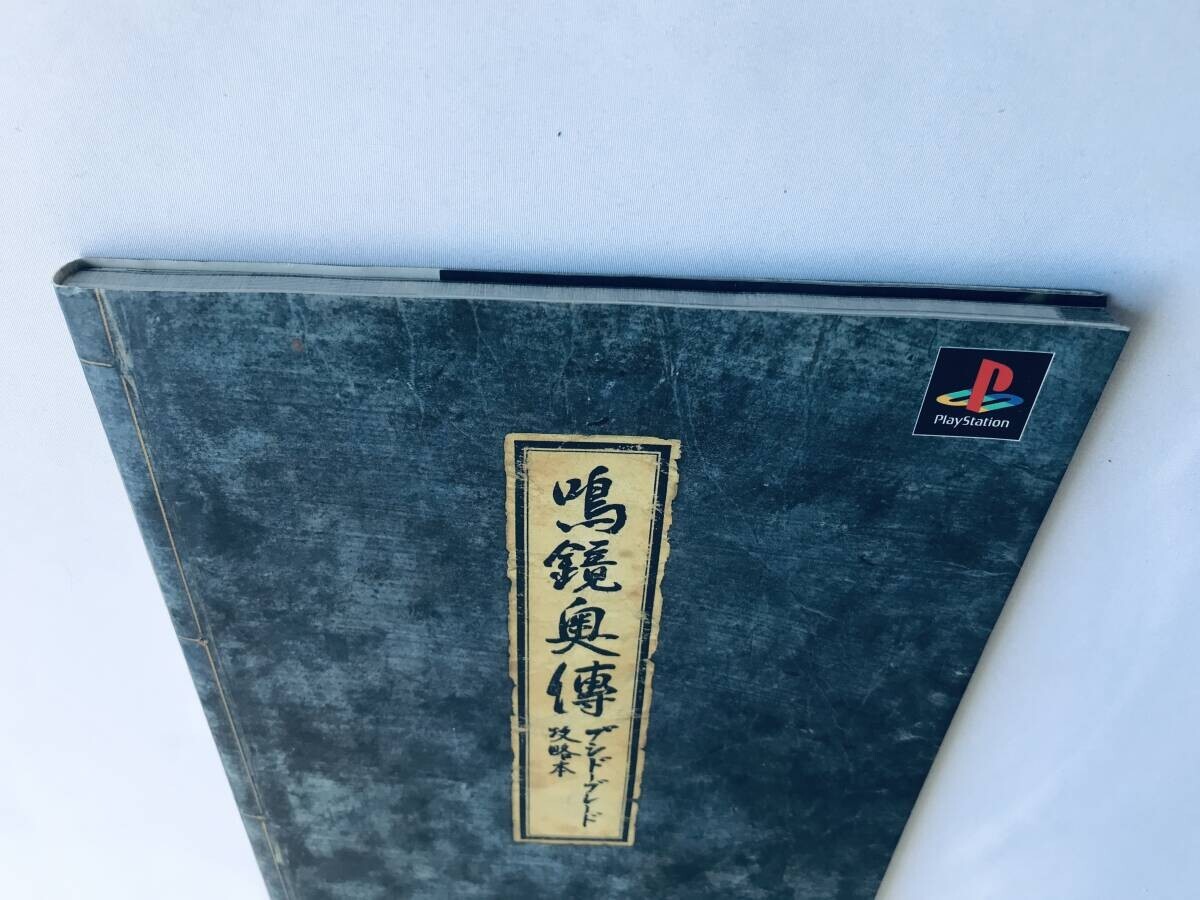 PlayStation
鳴鏡奥傳
ブシドーブレード
攻略本